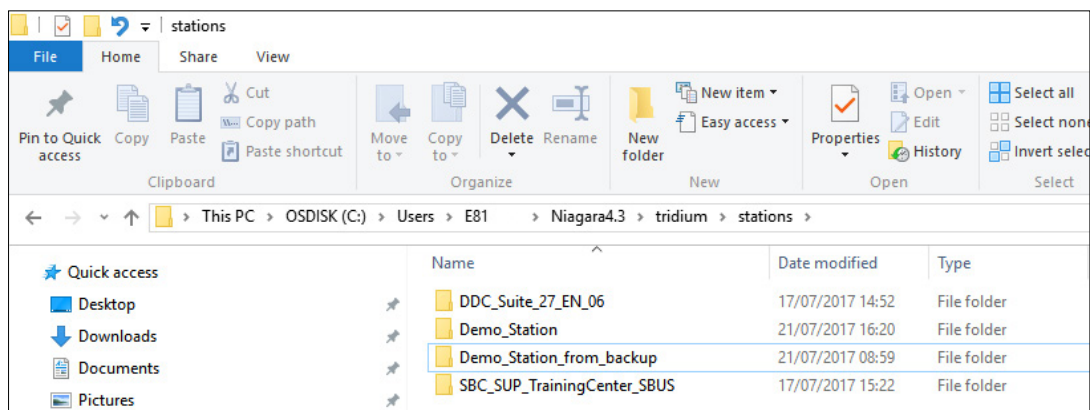 stations
File Home Share View
Pin to Quick access
Copy
Paste
Cut
Copy path
Paste shortcut
Move to
Copy to
Delete
Rename
New folder
New item
Easy access
Properties
Open
Edit
History
Select all
Select none
Invert selec
Clipboard Organize New Open Select
This PC > OSDISK (C:) > Users > E81 > Niagara4.3 > tridium > stations >
Quick access
Desktop
Downloads
Documents
Pictures
Name Date modified Type
DDC_Suite_27_EN_06 17/07/2017 14:52 File folder
Demo_Station 21/07/2017 16:20 File folder
Demo_Station_from_backup 21/07/2017 08:59 File folder
SBC_SUP_TrainingCenter_SBUS 17/07/2017 15:22 File folder